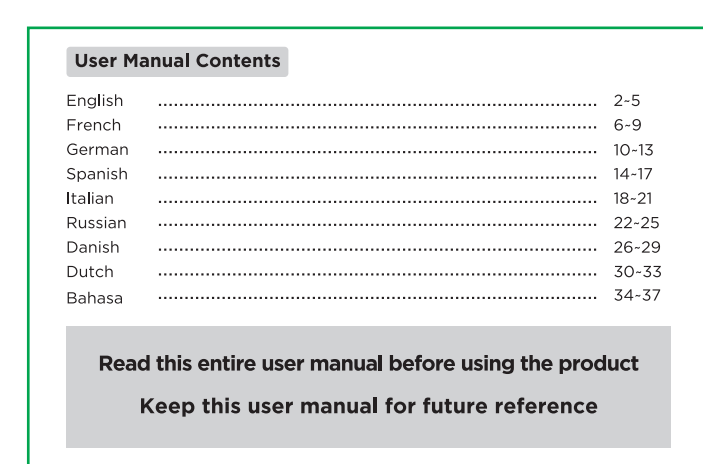 User Manual Contents
English ........................................................................ 2~5
French ........................................................................ 6~9
German ........................................................................ 10~13
Spanish ........................................................................ 14~17
Italian ........................................................................ 18~21
Russian ........................................................................ 22~25
Danish ........................................................................ 26~29
Dutch ........................................................................ 30~33
Bahasa ........................................................................ 34~37
Read this entire user manual before using the product
Keep this user manual for future reference